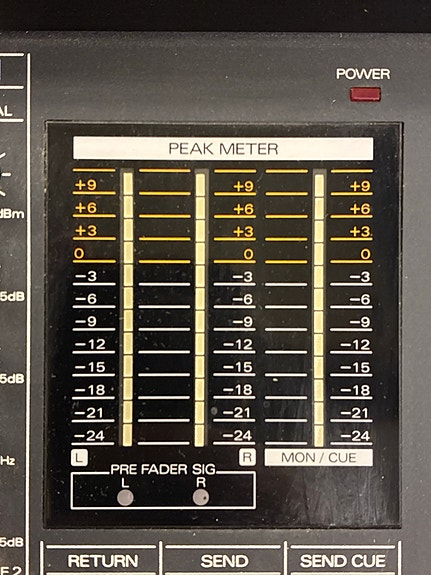 POWER
AL
PEAK METER
+9 +9 +9
+6 +6 +6
+3 +3 +3
0 0 0
dBm
−3 −3 −3
5dB
−6 −6 −6
−9 −9 −9
−12 −12 −12
−15 −15 −15
5dB
−18 −18 −18
−21 −21 −21
−24 −24 −24
L R MON / CUE
Hz
PRE FADER SIG
L R
5dB
RETURN SEND SEND CUE
F 2